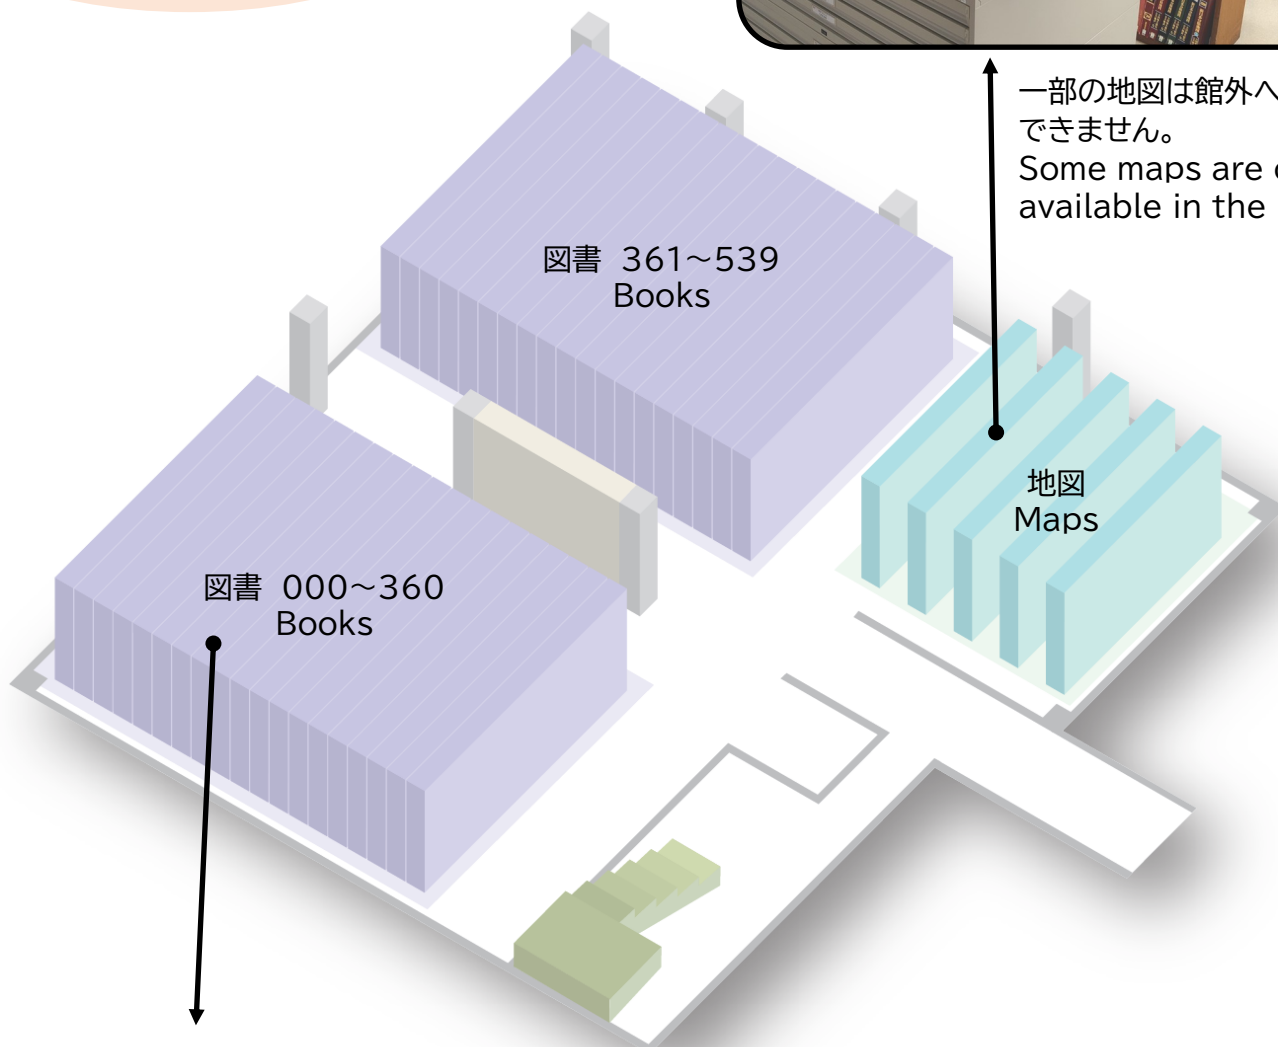 一部の地図は館外へ
できません。
Some maps are
available in the
図書 361～539
Books
地図
Maps
図書 000～360
Books